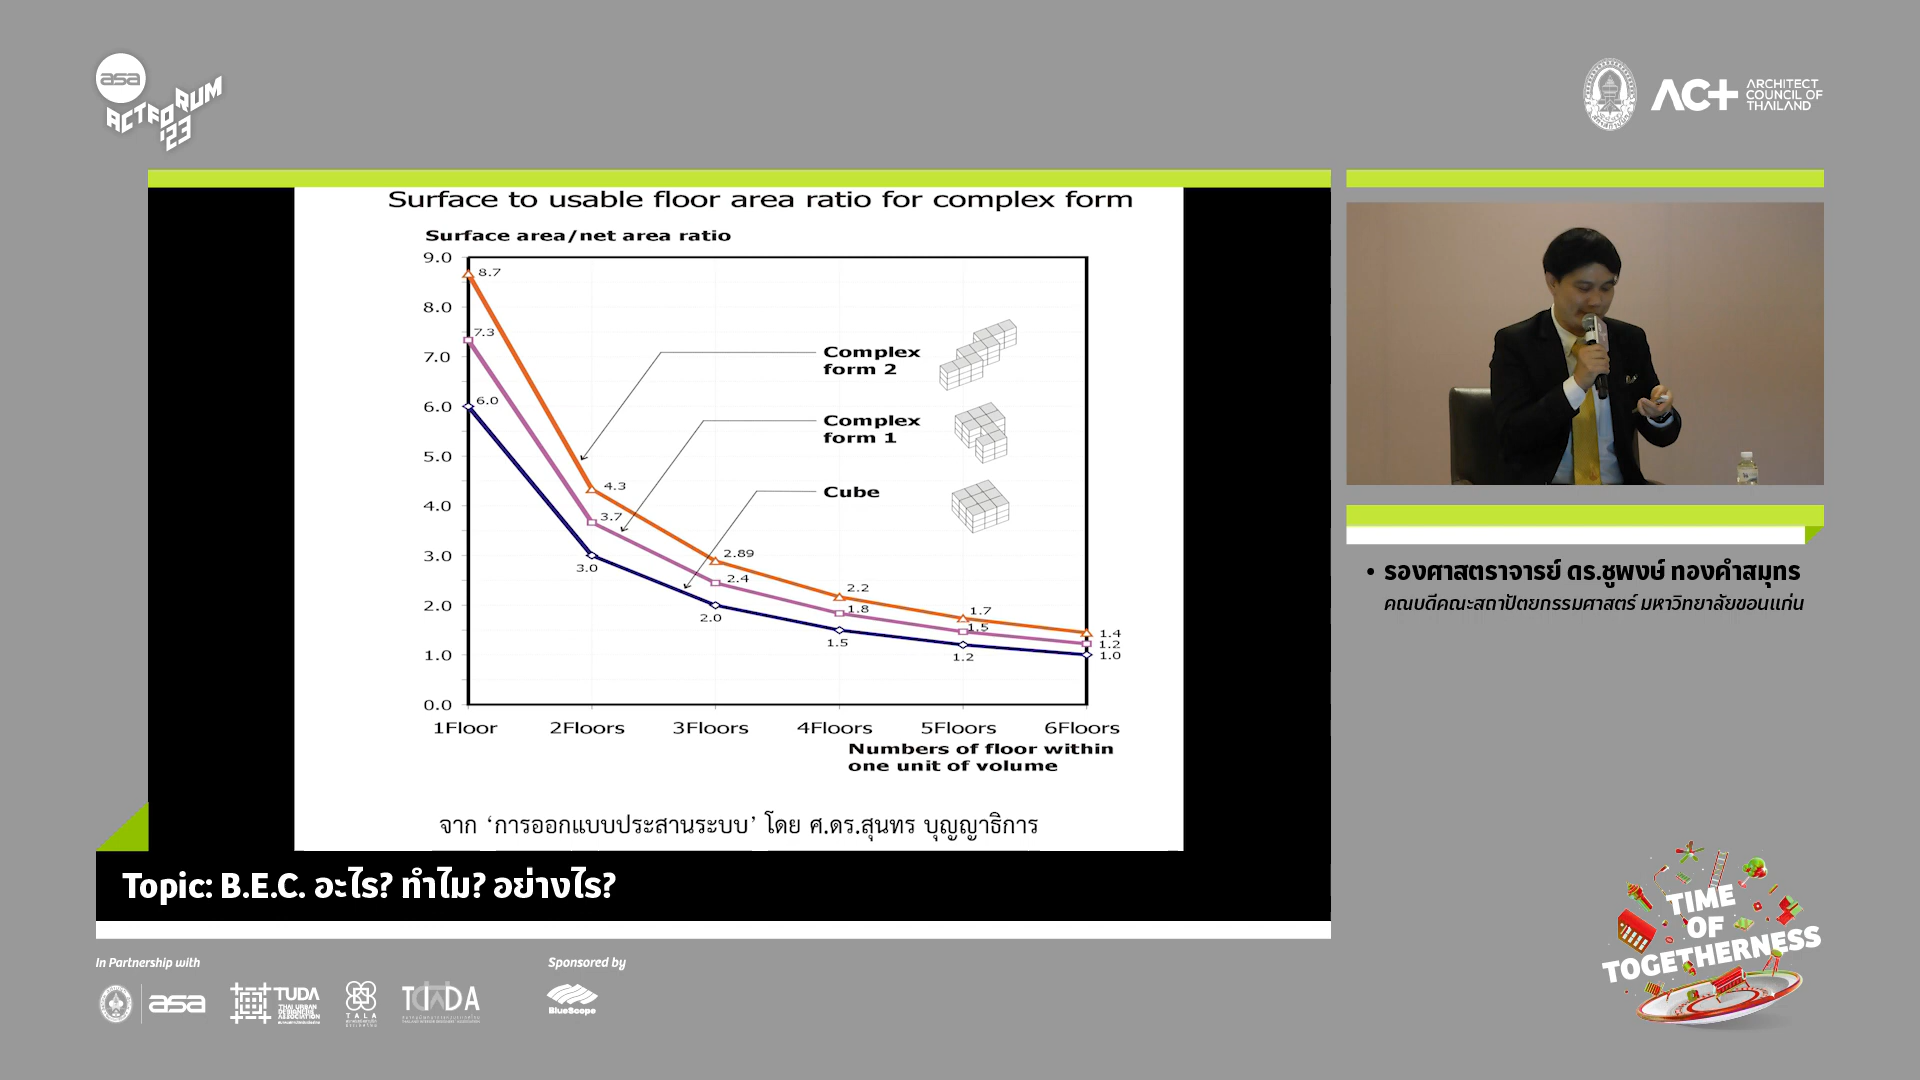 asa
ACTFORUM
'23
ACT
ARCHITECT
COUNCIL OF
THAILAND
Surface to usable floor area ratio for complex form
Surface area/net area ratio
9.0
8.0
7.0
6.0
5.0
4.0
3.0
2.0
1.0
0.0
8.7
7.3
6.0
4.3
3.7
3.0
2.89
2.4
2.0
2.2
1.8
1.5
1.7
1.5
1.2
1.4
1.2
1.0
Complex
form 2
Complex
form 1
Cube
1Floor 2Floors 3Floors 4Floors 5Floors 6Floors
Numbers of floor within
one unit of volume
จาก ‘การออกแบบประสานระบบ’ โดย ศ.ดร.สุนทร บุญญาธิการ
Topic: B.E.C. อะไร? ทำไม? อย่างไร?
• รองศาสตราจารย์ ดร.ชูพงษ์ ทองคำสมุทร
คณบดีคณะสถาปัตยกรรมศาสตร์ มหาวิทยาลัยขอนแก่น
In Partnership with
asa
TUDA
THAI URBAN
DESIGNERS
ASSOCIATION
TALA
TIDA
Sponsored by
BlueScope
TIME
OF
TOGETHERNESS